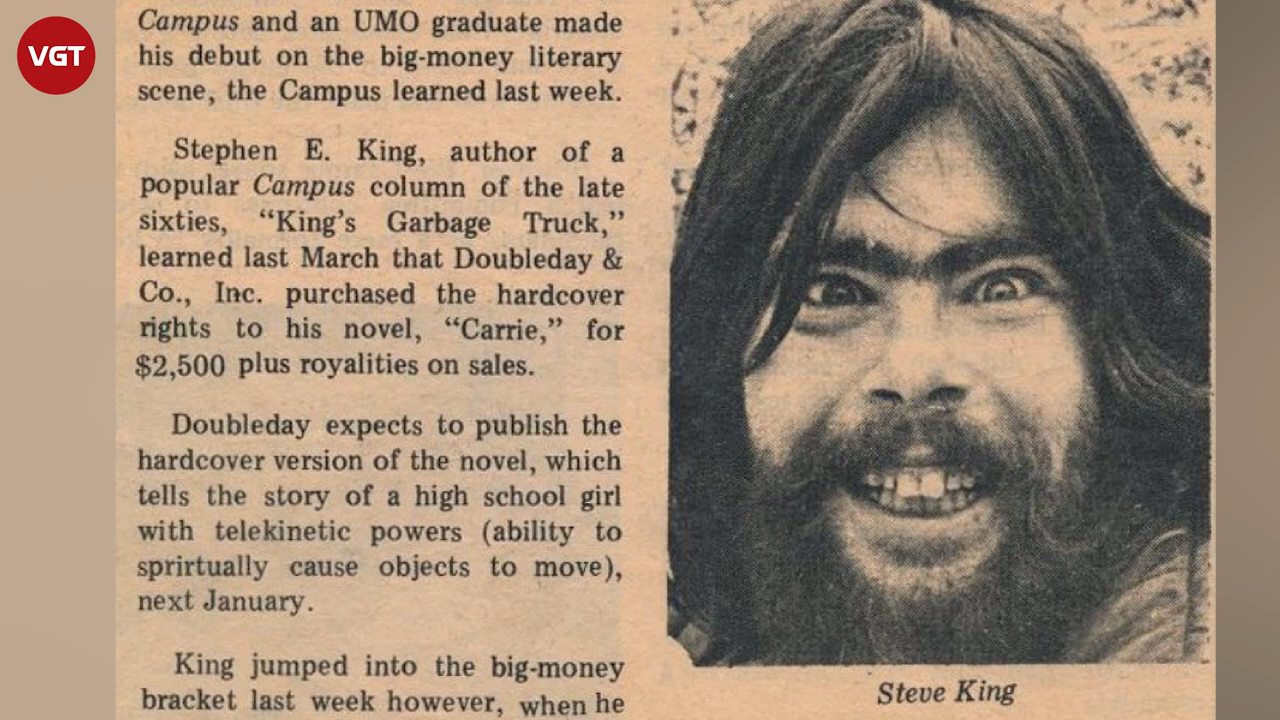 VGT
Campus and an UMO graduate made
his debut on the big-money literary
scene, the Campus learned last week.
Stephen E. King, author of a
popular Campus column of the late
sixties, “King’s Garbage Truck,”
learned last March that Doubleday &
Co., Inc. purchased the hardcover
rights to his novel, “Carrie,” for
$2,500 plus royalities on sales.
Doubleday expects to publish the
hardcover version of the novel, which
tells the story of a high school girl
with telekinetic powers (ability to
sprirtually cause objects to move),
next January.
King jumped into the big-money
bracket last week however, when he
Steve King